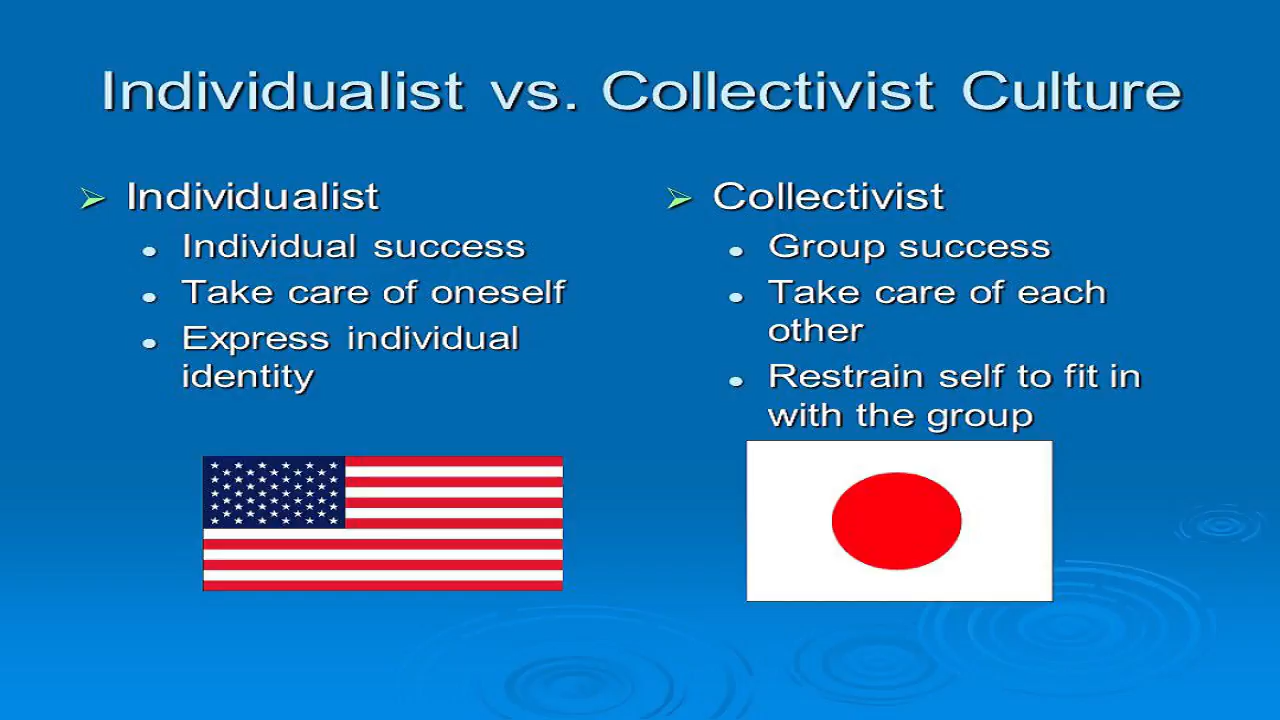 Individualist vs. Collectivist Culture
Individualist
Individual success
Take care of oneself
Express individual
identity
Collectivist
Group success
Take care of each
other
Restrain self to fit in
with the group